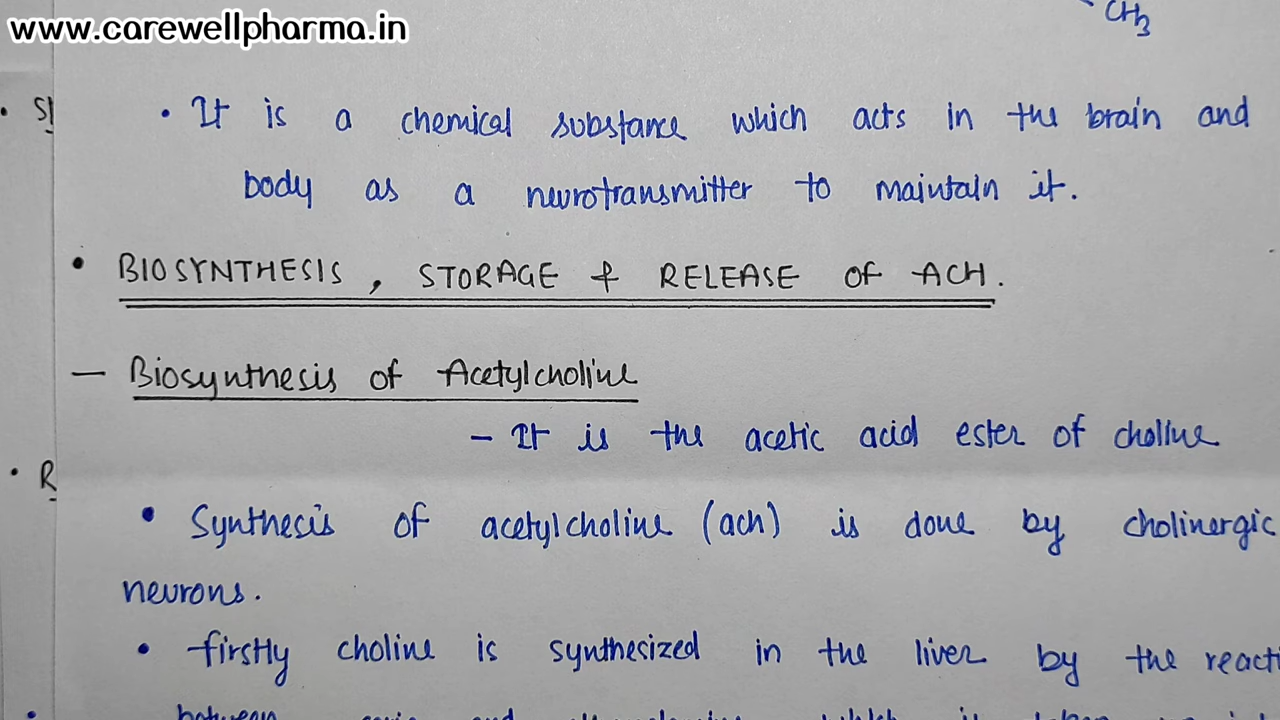 www.carewellpharma.in
CH3
• It is a chemical substance which acts in the brain and
body as a neurotransmitter to maintain it.
• BIOSYNTHESIS, STORAGE & RELEASE OF ACH.
— Biosynthesis of Acetylcholine
– It is the acetic acid ester of choline
• R
• Synthesis of acetylcholine (ach) is done by cholinergic
neurons.
• firstly choline is synthesized in the liver by the reacti
between